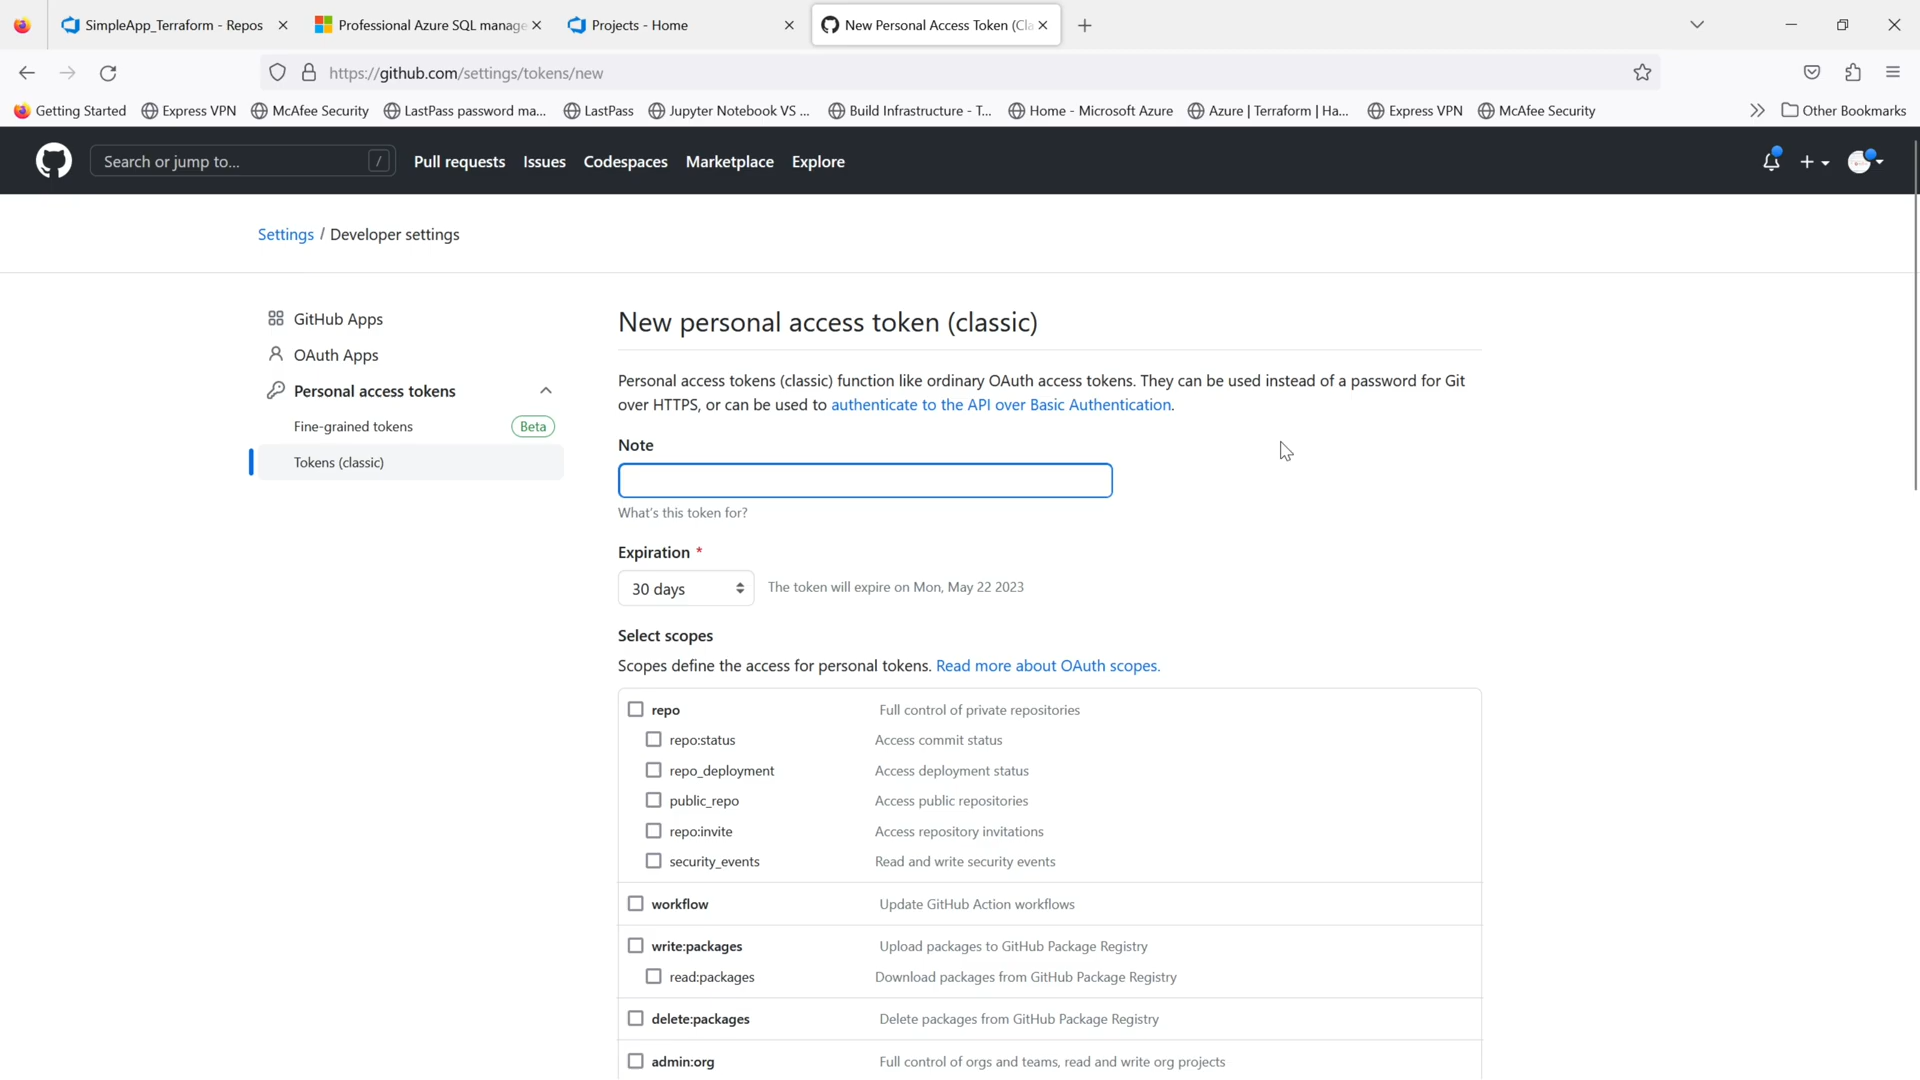 SimpleApp_Terraform - Repos
Professional Azure SQL manage
Projects - Home
New Personal Access Token (Cla
https://github.com/settings/tokens/new
Getting Started
Express VPN
McAfee Security
LastPass password ma...
LastPass
Jupyter Notebook VS ...
Build Infrastructure - T...
Home - Microsoft Azure
Azure | Terraform | Ha...
Express VPN
McAfee Security
Other Bookmarks
Search or jump to...
/
Pull requests
Issues
Codespaces
Marketplace
Explore
Settings / Developer settings
GitHub Apps
OAuth Apps
Personal access tokens
Fine-grained tokens
Beta
Tokens (classic)
New personal access token (classic)
Personal access tokens (classic) function like ordinary OAuth access tokens. They can be used instead of a password for Git
over HTTPS, or can be used to authenticate to the API over Basic Authentication.
Note
What's this token for?
Expiration *
30 days
The token will expire on Mon, May 22 2023
Select scopes
Scopes define the access for personal tokens. Read more about OAuth scopes.
repo Full control of private repositories
repo:status Access commit status
repo_deployment Access deployment status
public_repo Access public repositories
repo:invite Access repository invitations
security_events Read and write security events
workflow Update GitHub Action workflows
write:packages Upload packages to GitHub Package Registry
read:packages Download packages from GitHub Package Registry
delete:packages Delete packages from GitHub Package Registry
admin:org Full control of orgs and teams, read and write org projects